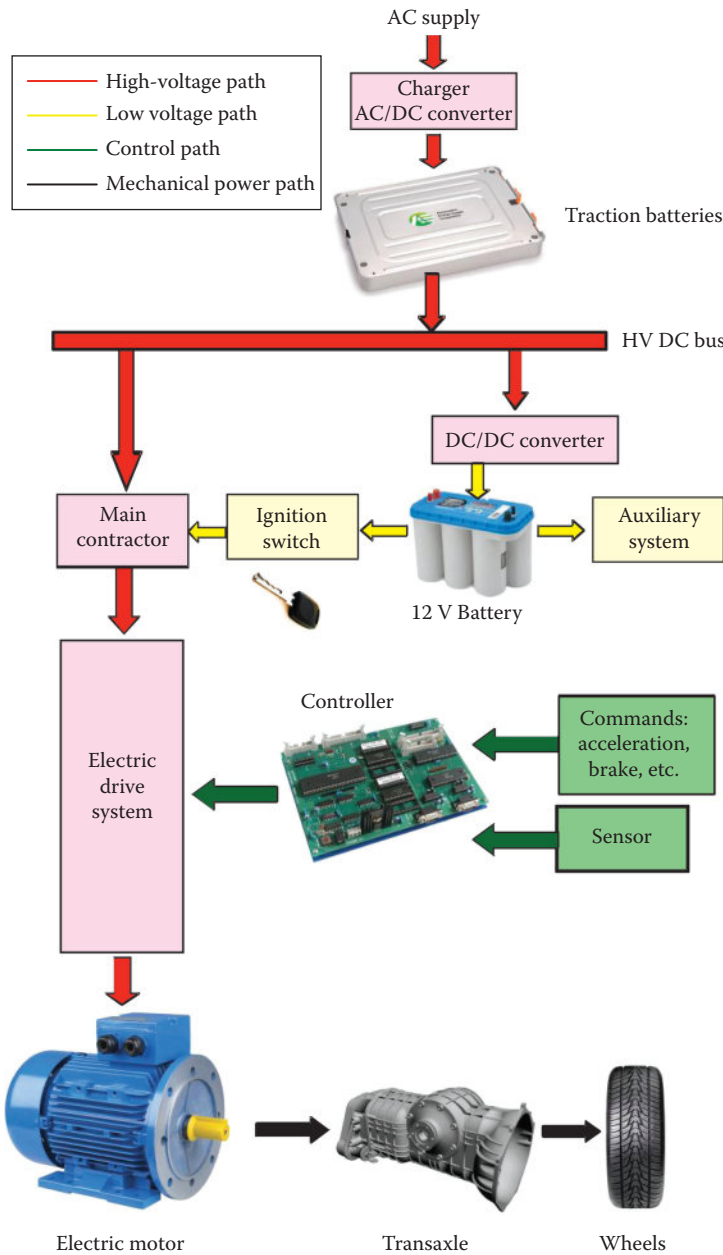 AC supply
High-voltage path
Low voltage path
Control path
Mechanical power path
Charger
AC/DC converter
Traction batteries
HV DC bus
DC/DC converter
Main
contractor
Ignition
switch
Auxiliary
system
12 V Battery
Controller
Commands:
acceleration,
brake, etc.
Electric
drive
system
Sensor
Electric motor
Transaxle
Wheels